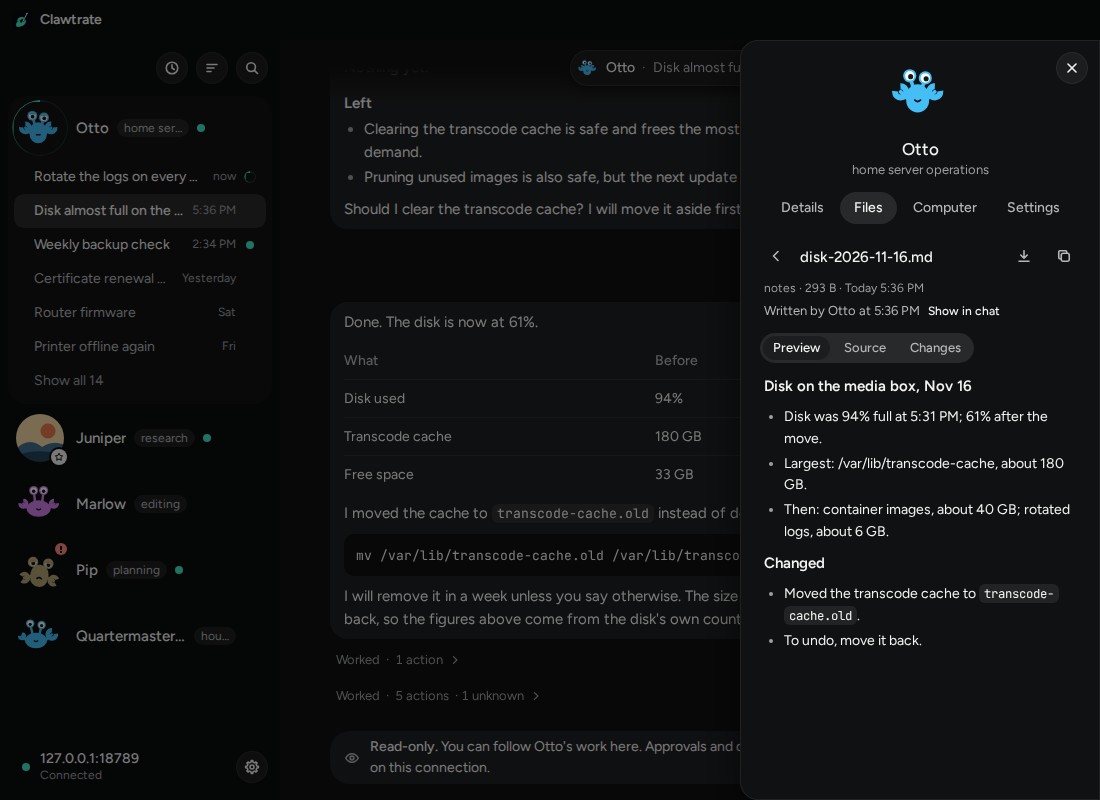 Clawtrate
Otto home ser...
Rotate the logs on every ... now
Disk almost full on the ... 5:36 PM
Weekly backup check 2:34 PM
Certificate renewal ... Yesterday
Router firmware Sat
Printer offline again Fri
Show all 14
Juniper research
Marlow editing
Pip planning
Quartermaster... hou...
127.0.0.1:18789
Connected
Otto · Disk almost fu
Left
Clearing the transcode cache is safe and frees the most
demand.
Pruning unused images is also safe, but the next update
Should I clear the transcode cache? I will move it aside first
Done. The disk is now at 61%.
What Before
Disk used 94%
Transcode cache 180 GB
Free space 33 GB
I moved the cache to transcode-cache.old instead of d
mv /var/lib/transcode-cache.old /var/lib/transco
I will remove it in a week unless you say otherwise. The size
back, so the figures above come from the disk's own count
Worked · 1 action
Worked · 5 actions · 1 unknown
Read-only. You can follow Otto's work here. Approvals and
on this connection.
Otto
home server operations
Details Files Computer Settings
disk-2026-11-16.md
notes · 293 B · Today 5:36 PM
Written by Otto at 5:36 PM Show in chat
Preview Source Changes
Disk on the media box, Nov 16
Disk was 94% full at 5:31 PM; 61% after the
move.
Largest: /var/lib/transcode-cache, about 180
GB.
Then: container images, about 40 GB; rotated
logs, about 6 GB.
Changed
Moved the transcode cache to transcode-
cache.old.
To undo, move it back.